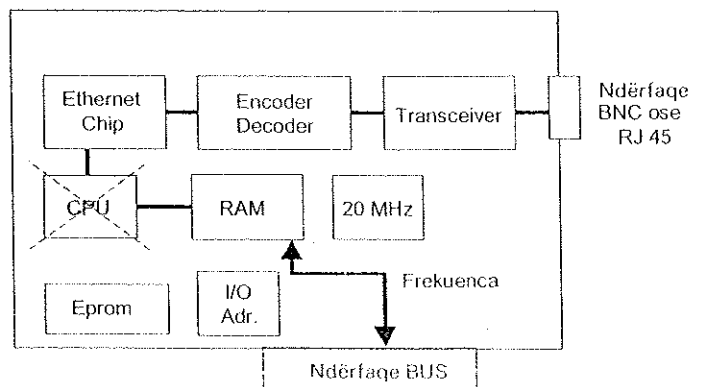 Ethernet
Chip
Encoder
Decoder
Transceiver
Ndërfaqe
BNC ose
RJ 45
CPU
RAM
20 MHz
Frekuenca
Eprom
I/O
Adr.
Ndërfaqe BUS